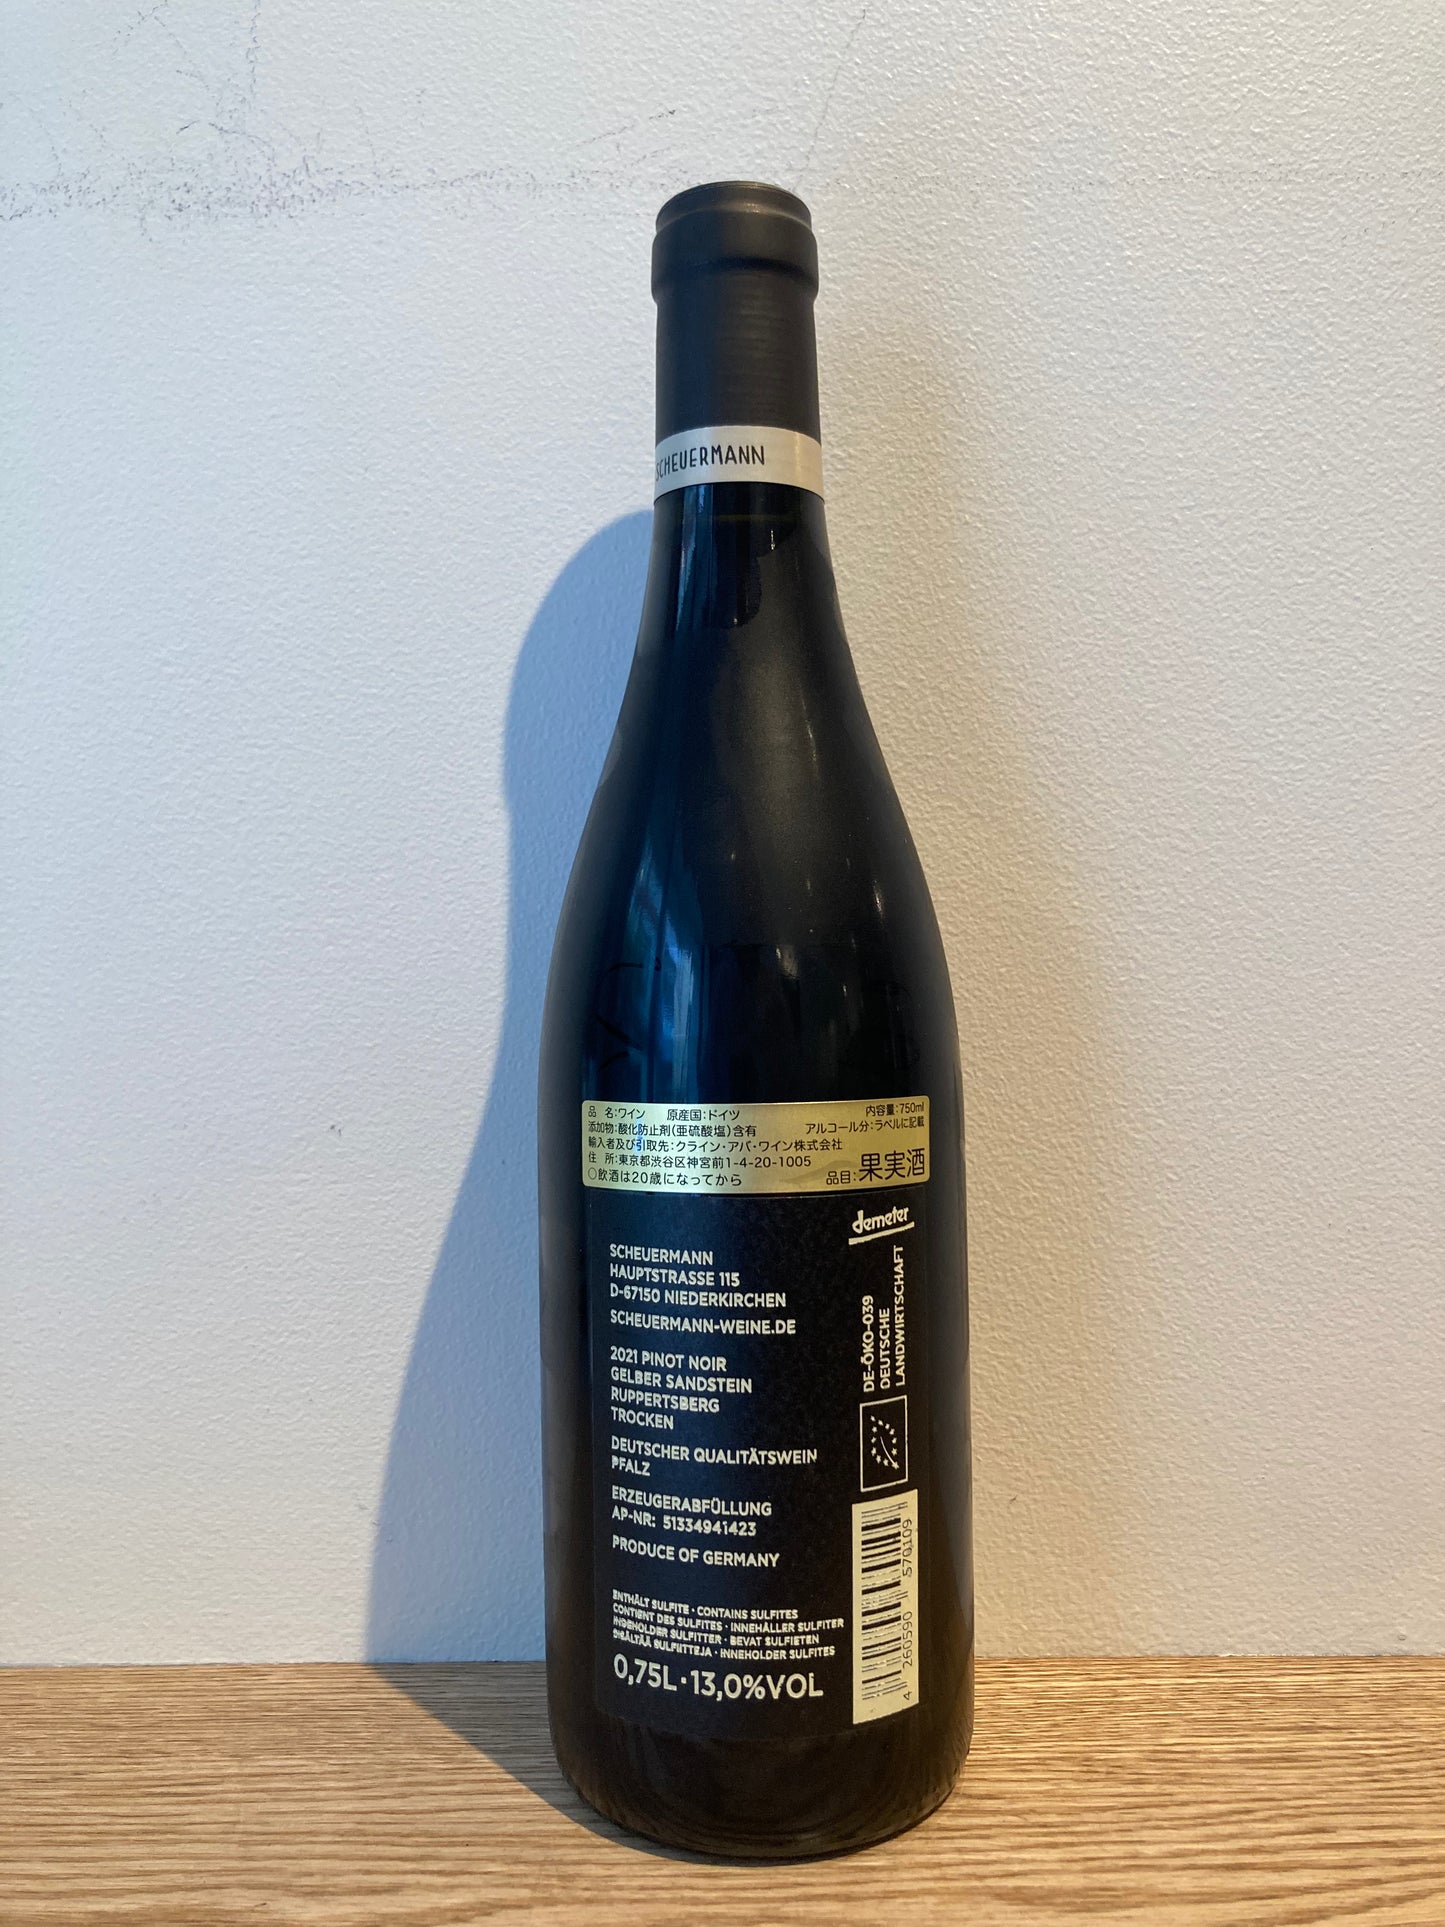 SCHEUERMANN
品 名:ワイン 原産国:ドイツ 内容量:750ml
添加物:酸化防止剤(亜硫酸塩)含有 アルコール分:ラベルに記載
輸入者及び引取先:クライン・アバ・ワイン株式会社
住 所:東京都渋谷区神宮前1-4-20-1005
○飲酒は20歳になってから 品目:果実酒
demeter
SCHEUERMANN
HAUPTSTRASSE 115
D-67150 NIEDERKIRCHEN
SCHEUERMANN-WEINE.DE
2021 PINOT NOIR
GELBER SANDSTEIN
RUPPERTSBERG
TROCKEN
DEUTSCHER QUALITÄTSWEIN
PFALZ
ERZEUGERABFÜLLUNG
AP-NR: 51334941423
PRODUCE OF GERMANY
ENTHÄLT SULFITE · CONTAINS SULFITES
CONTIENT DES SULFITES · INNEHÅLLER SULFITER
INDEHOLDER SULFITTER · BEVAT SULFIETEN
SISÄLTÄÄ SULFIITTEJA · INNEHOLDER SULFITES
0,75L · 13,0%VOL
DE-ÖKO-039
DEUTSCHE
LANDWIRTSCHAFT
4 260590 570109